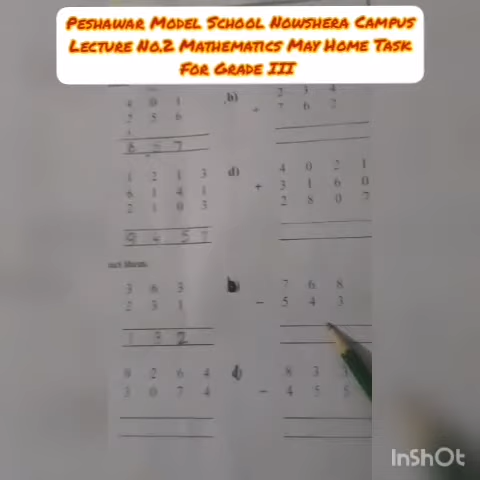 Peshawar Model School Nowshera Campus
Lecture No.2 Mathematics May Home Task
For Grade III
4 0 1 b) 2 3 4
2 5 6 + 7 6 2
6 5 7
1 2 1 3 d) 4 0 2 1
6 1 4 1 + 3 1 6 0
2 1 0 3 2 8 0 7
9 4 5 7
3 6 3 b) 7 6 8
2 3 1 - 5 4 3
1 3 2
9 2 6 4 d) 8 3 3
3 0 7 4 - 4 5 5
InShOt